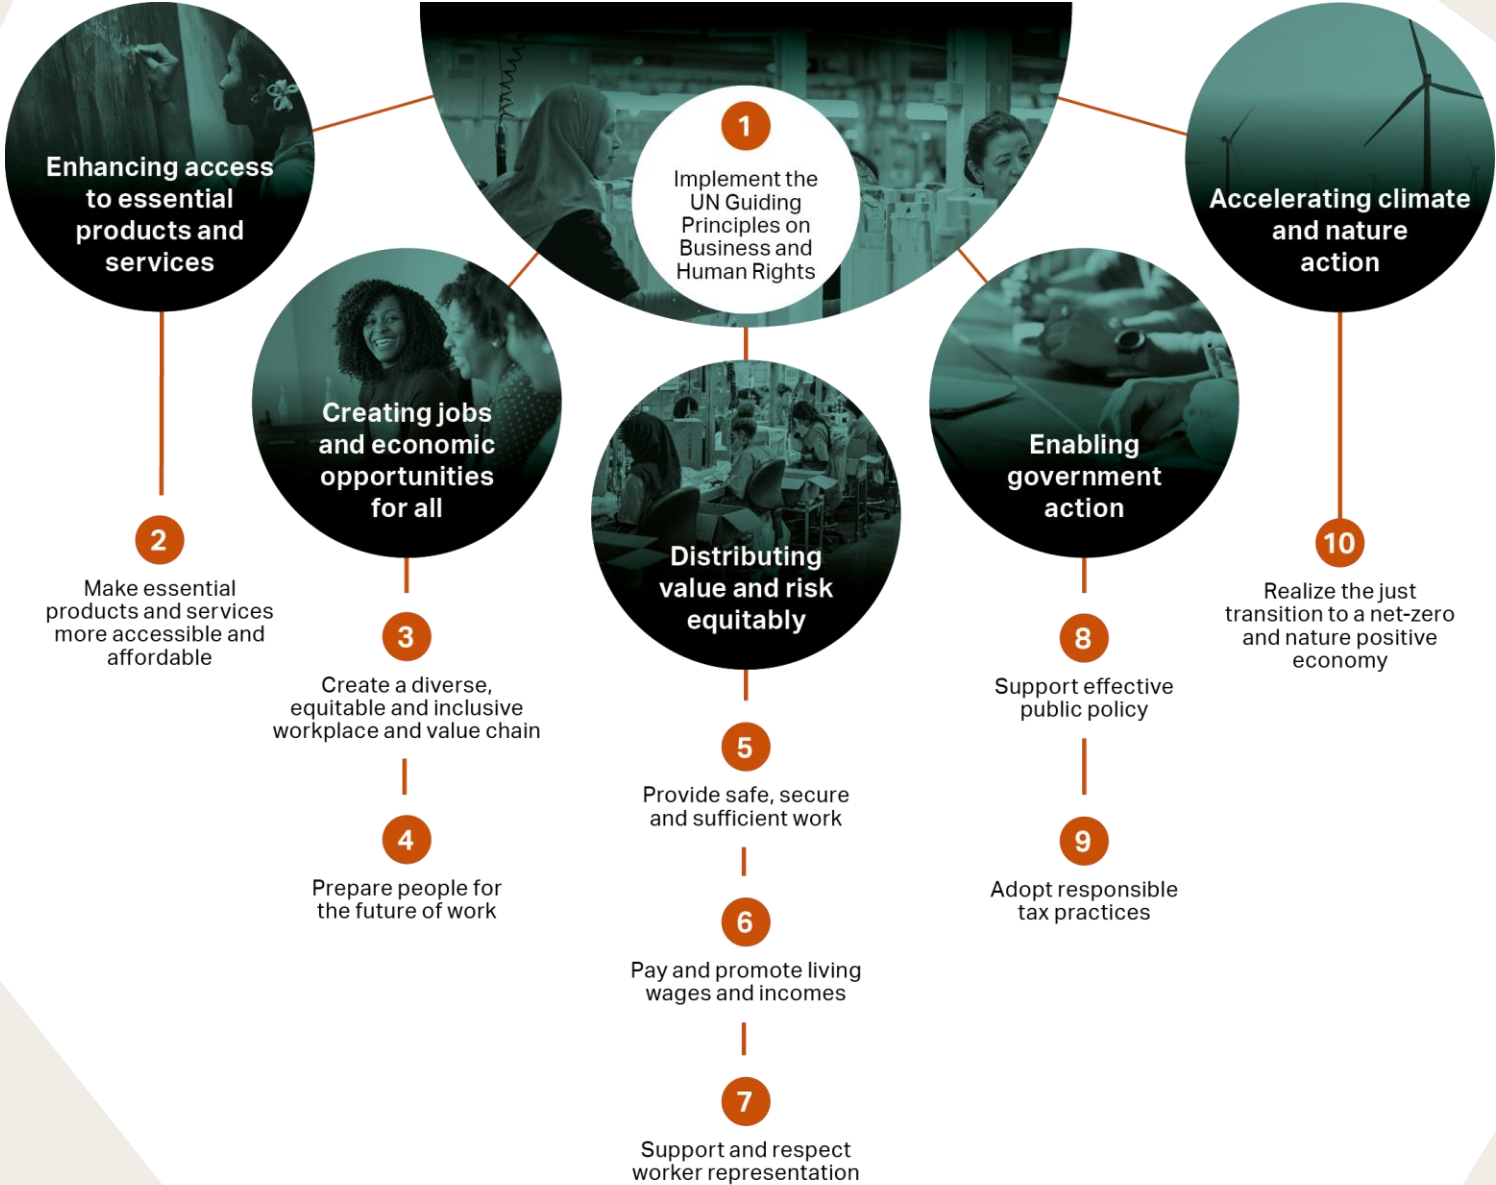 1
Implement the
UN Guiding
Principles on
Business and
Human Rights
Enhancing access
to essential
products and
services
2
Make essential
products and services
more accessible and
affordable
Creating jobs
and economic
opportunities
for all
3
Create a diverse,
equitable and inclusive
workplace and value chain
4
Prepare people for
the future of work
Distributing
value and risk
equitably
5
Provide safe, secure
and sufficient work
6
Pay and promote living
wages and incomes
7
Support and respect
worker representation
Enabling
government
action
8
Support effective
public policy
9
Adopt responsible
tax practices
Accelerating climate
and nature
action
10
Realize the just
transition to a net-zero
and nature positive
economy